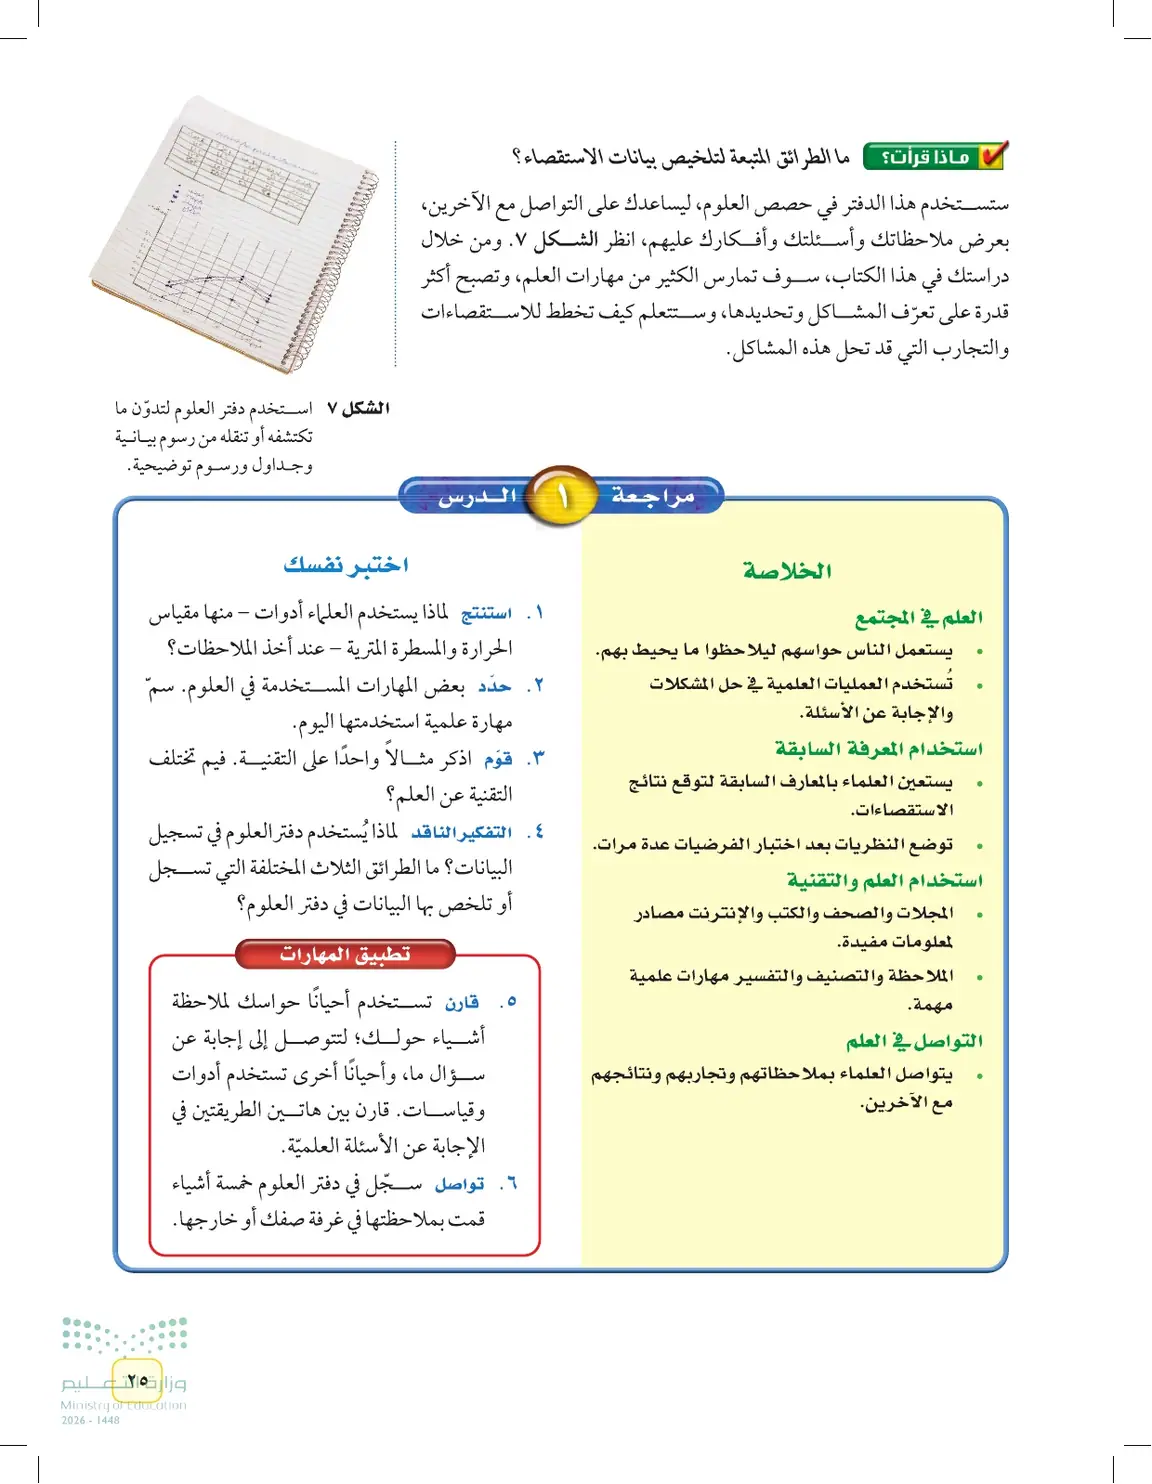 ماذا قرأت؟ ما الطرائق المتبعة لتلخيص بيانات الاستقصاء؟
ستستخدم هذا الدفتر في حصص العلوم، ليساعدك على التواصل مع الآخرين،
بعرض ملاحظاتك وأسئلتك وأفكارك عليهم، انظر الشكل ٧. ومن خلال
دراستك في هذا الكتاب، سوف تمارس الكثير من مهارات العلم، وتصبح أكثر
قدرة على تعرّف المشاكل وتحديدها، وستتعلم كيف تخطط للاستقصاءات
والتجارب التي قد تحل هذه المشاكل.
الشكل ٧ استخدم دفتر العلوم لتدوّن ما
تكتشفه أو تنقله من رسوم بيانية
وجداول ورسوم توضيحية.
مراجعة ١ الدرس
الخلاصة
العلم في المجتمع
• يستعمل الناس حواسهم ليلاحظوا ما يحيط بهم.
• تُستخدم العمليات العلمية في حل المشكلات
والإجابة عن الأسئلة.
استخدام المعرفة السابقة
• يستعين العلماء بالمعارف السابقة لتوقع نتائج
الاستقصاءات.
• توضع النظريات بعد اختبار الفرضيات عدة مرات.
استخدام العلم والتقنية
• المجلات والصحف والكتب والإنترنت مصادر
لمعلومات مفيدة.
• الملاحظة والتصنيف والتفسير مهارات علمية
مهمة.
التواصل في العلم
• يتواصل العلماء بملاحظاتهم وتجاربهم ونتائجهم
مع الآخرين.
اختبر نفسك
١. استنتج لماذا يستخدم العلماء أدوات – منها مقياس
الحرارة والمسطرة المترية – عند أخذ الملاحظات؟
٢. حدّد بعض المهارات المستخدمة في العلوم. سمّ
مهارة علمية استخدمتها اليوم.
٣. قوّم اذكر مثالاً واحدًا على التقنية. فيم تختلف
التقنية عن العلم؟
٤. التفكير الناقد لماذا يُستخدم دفتر العلوم في تسجيل
البيانات؟ ما الطرائق الثلاث المختلفة التي تسجل
أو تلخص بها البيانات في دفتر العلوم؟
تطبيق المهارات
٥. قارن تستخدم أحيانًا حواسك لملاحظة
أشياء حولك؛ لتتوصل إلى إجابة عن
سؤال ما، وأحيانًا أخرى تستخدم أدوات
وقياسات. قارن بين هاتين الطريقتين في
الإجابة عن الأسئلة العلميّة.
٦. تواصل سجّل في دفتر العلوم خمسة أشياء
قمت بملاحظتها في غرفة صفك أو خارجها.
وزارة التعليم
٢٥
Ministry of Education
2026 - 1448